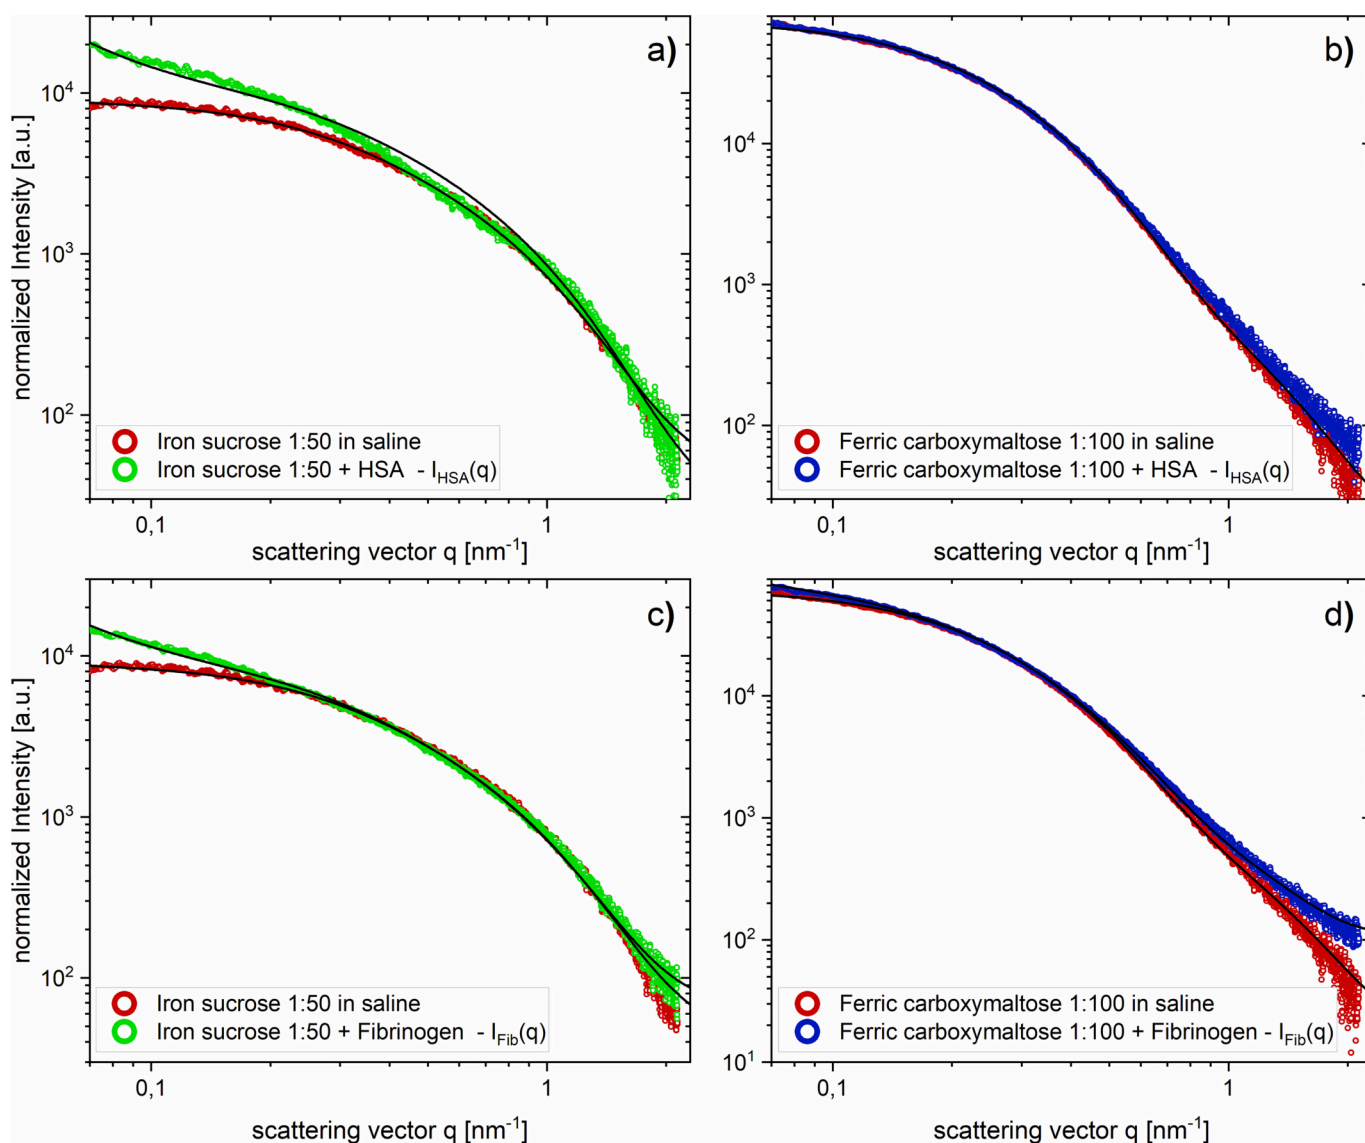 a)
normalized Intensity [a.u.]
10⁴
10³
10²
Iron sucrose 1:50 in saline
Iron sucrose 1:50 + HSA - I_HSA(q)
0,1
1
scattering vector q [nm⁻¹]
b)
10⁴
10³
10²
Ferric carboxymaltose 1:100 in saline
Ferric carboxymaltose 1:100 + HSA - I_HSA(q)
0,1
1
scattering vector q [nm⁻¹]
c)
normalized Intensity [a.u.]
10⁴
10³
10²
Iron sucrose 1:50 in saline
Iron sucrose 1:50 + Fibrinogen - I_Fib(q)
0,1
1
scattering vector q [nm⁻¹]
d)
10⁴
10³
10²
10¹
Ferric carboxymaltose 1:100 in saline
Ferric carboxymaltose 1:100 + Fibrinogen - I_Fib(q)
0,1
1
scattering vector q [nm⁻¹]